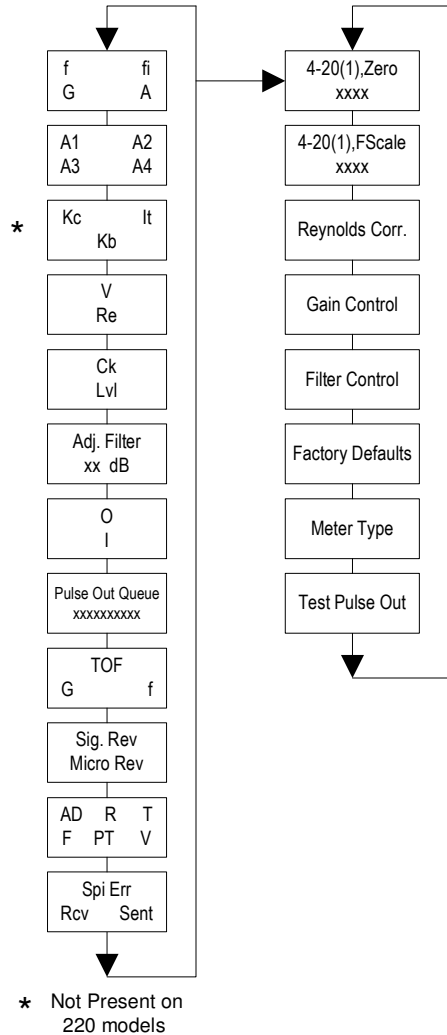 f fi
G A
A1 A2
A3 A4
*
Kc It
Kb
V
Re
Ck
Lvl
Adj. Filter
xx dB
O
I
Pulse Out Queue
xxxxxxxxxx
TOF
G f
Sig. Rev
Micro Rev
AD R T
F PT V
Spi Err
Rcv Sent
* Not Present on
220 models
4-20(1),Zero
xxxx
4-20(1),FScale
xxxx
Reynolds Corr.
Gain Control
Filter Control
Factory Defaults
Meter Type
Test Pulse Out